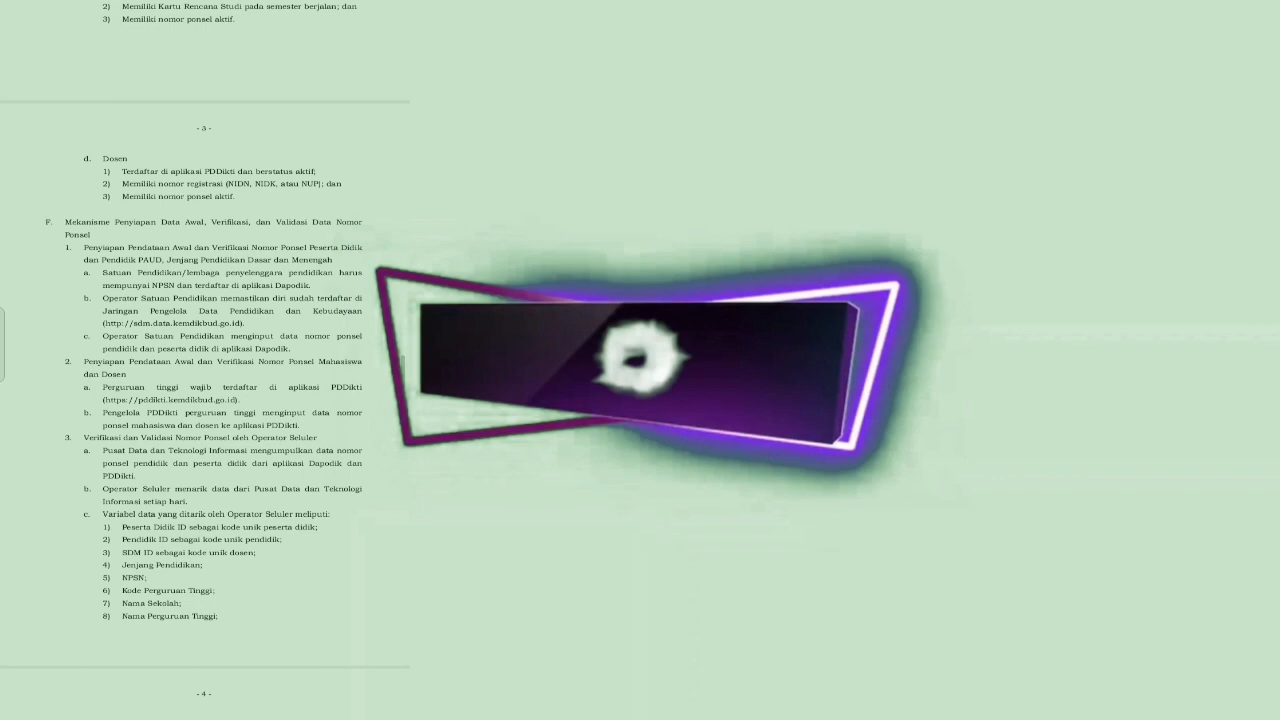 2) Memiliki Kartu Rencana Studi pada semester berjalan; dan
3) Memiliki nomor ponsel aktif.
- 3 -
d. Dosen
1) Terdaftar di aplikasi PDDikti dan berstatus aktif;
2) Memiliki nomor registrasi (NIDN, NIDK, atau NUP); dan
3) Memiliki nomor ponsel aktif.
F. Mekanisme Penyiapan Data Awal, Verifikasi, dan Validasi Data Nomor
Ponsel
1. Penyiapan Pendataan Awal dan Verifikasi Nomor Ponsel Peserta Didik
dan Pendidik PAUD, Jenjang Pendidikan Dasar dan Menengah
a. Satuan Pendidikan/lembaga penyelenggara pendidikan harus
mempunyai NPSN dan terdaftar di aplikasi Dapodik.
b. Operator Satuan Pendidikan memastikan diri sudah terdaftar di
Jaringan Pengelola Data Pendidikan dan Kebudayaan
(http://sdm.data.kemdikbud.go.id).
c. Operator Satuan Pendidikan menginput data nomor ponsel
pendidik dan peserta didik di aplikasi Dapodik.
2. Penyiapan Pendataan Awal dan Verifikasi Nomor Ponsel Mahasiswa
dan Dosen
a. Perguruan tinggi wajib terdaftar di aplikasi PDDikti
(https://pddikti.kemdikbud.go.id).
b. Pengelola PDDikti perguruan tinggi menginput data nomor
ponsel mahasiswa dan dosen ke aplikasi PDDikti.
3. Verifikasi dan Validasi Nomor Ponsel oleh Operator Seluler
a. Pusat Data dan Teknologi Informasi mengumpulkan data nomor
ponsel pendidik dan peserta didik dari aplikasi Dapodik dan
PDDikti.
b. Operator Seluler menarik data dari Pusat Data dan Teknologi
Informasi setiap hari.
c. Variabel data yang ditarik oleh Operator Seluler meliputi:
1) Peserta Didik ID sebagai kode unik peserta didik;
2) Pendidik ID sebagai kode unik pendidik;
3) SDM ID sebagai kode unik dosen;
4) Jenjang Pendidikan;
5) NPSN;
6) Kode Perguruan Tinggi;
7) Nama Sekolah;
8) Nama Perguruan Tinggi;
- 4 -